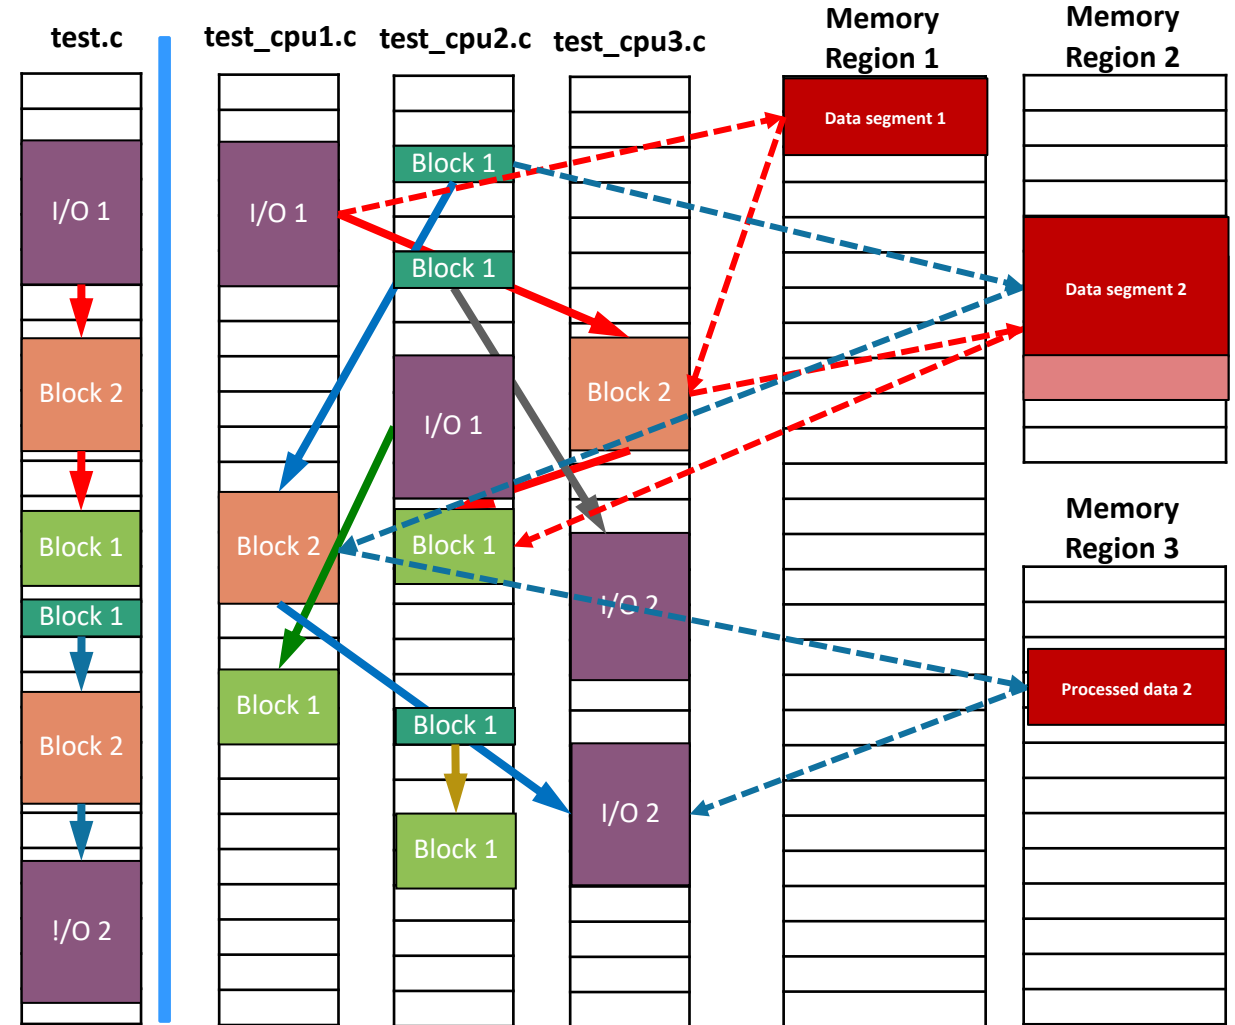 test.c
I/O 1
Block 2
Block 1
Block 1
Block 2
!/O 2
test_cpu1.c
I/O 1
Block 2
Block 1
test_cpu2.c
Block 1
Block 1
I/O 1
Block 1
Block 1
Block 1
test_cpu3.c
Block 2
I/O 2
I/O 2
Memory
Region 1
Data segment 1
Memory
Region 2
Data segment 2
Memory
Region 3
Processed data 2